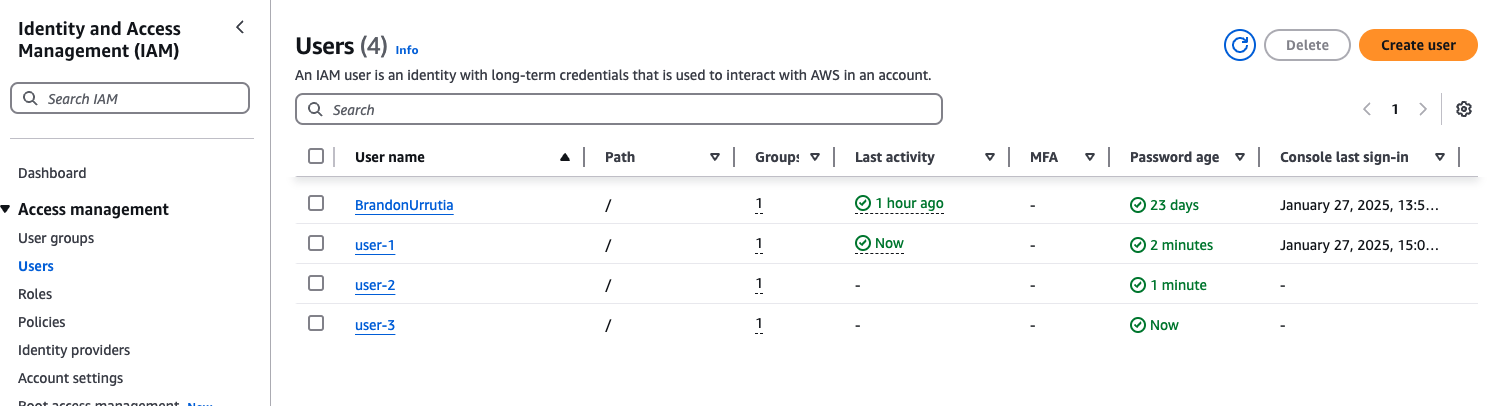 Identity and Access
Management (IAM)
Search IAM
Dashboard
Access management
User groups
Users
Roles
Policies
Identity providers
Account settings
Root access management New
Users (4) Info
Delete
Create user
An IAM user is an identity with long-term credentials that is used to interact with AWS in an account.
Search
1
User name Path Groups Last activity MFA Password age Console last sign-in
BrandonUrrutia / 1 1 hour ago - 23 days January 27, 2025, 13:5...
user-1 / 1 Now - 2 minutes January 27, 2025, 15:0...
user-2 / 1 - - 1 minute -
user-3 / 1 - - Now -